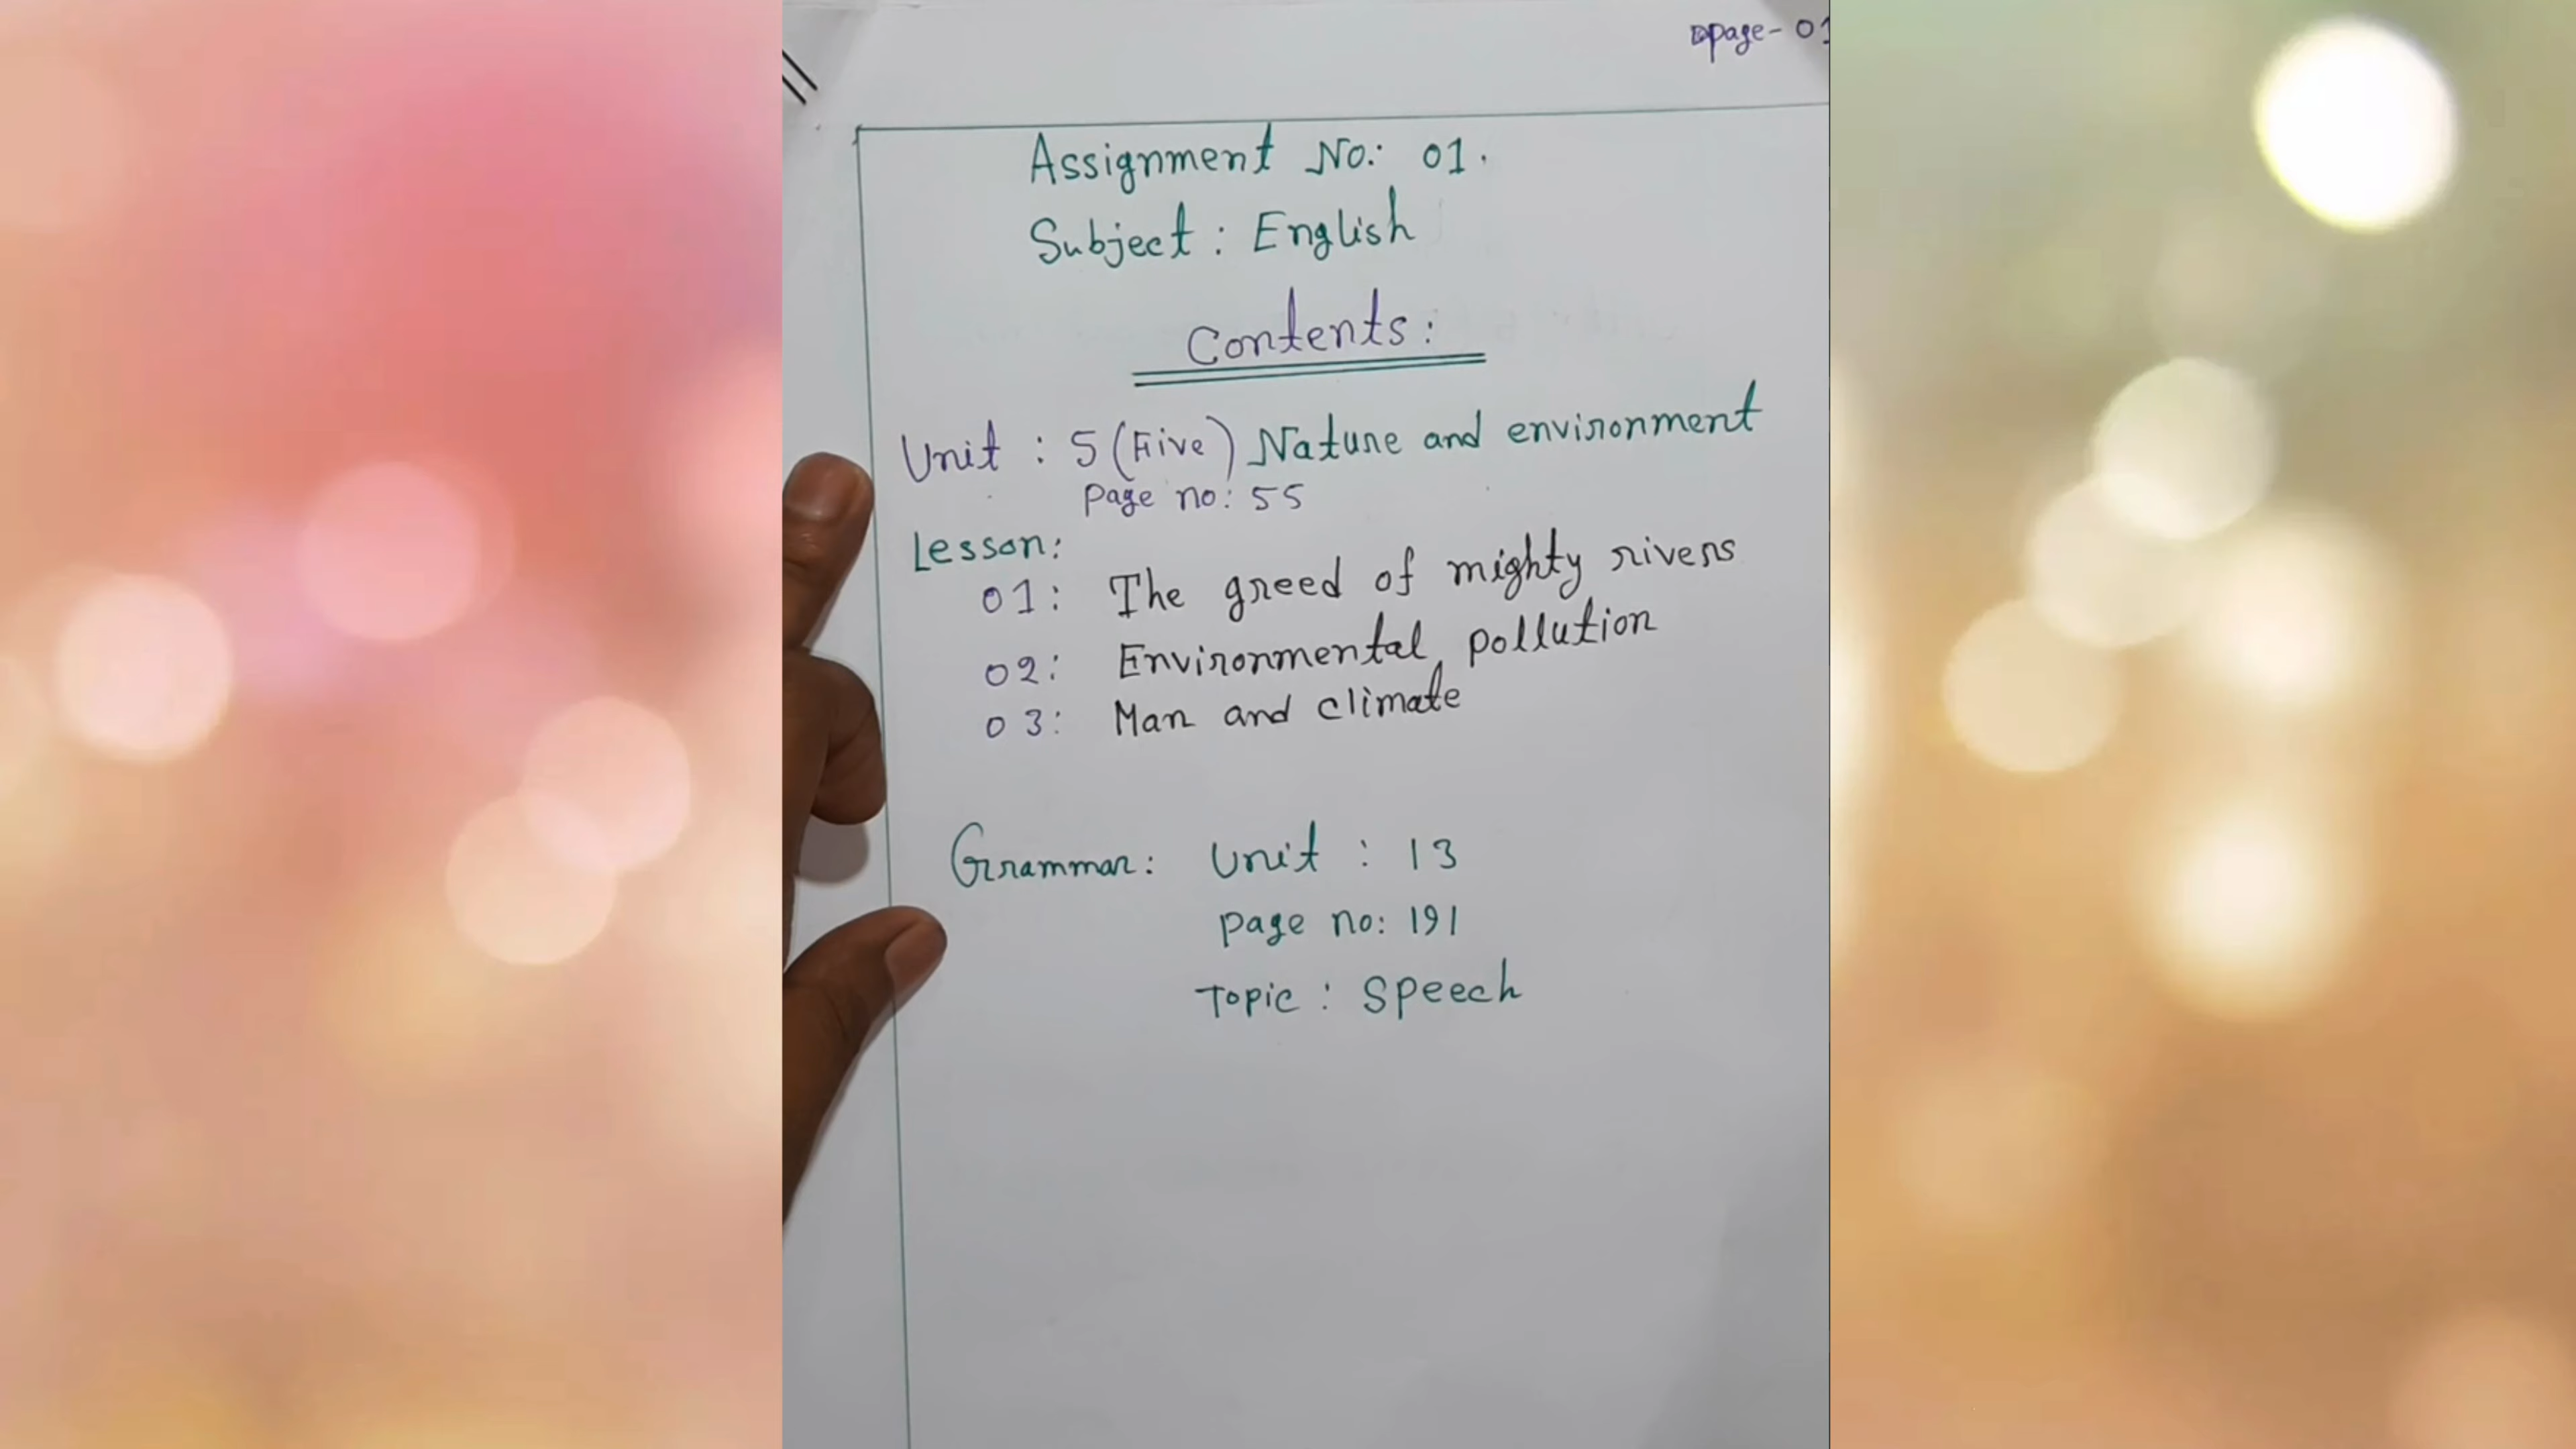 page- 01
Assignment No: 01.
Subject: English
Contents:
Unit : 5 (Five) Nature and environment
Page no: 55
Lesson:
01: The greed of mighty rivers
02: Environmental pollution
03: Man and climate
Grammar: Unit : 13
Page no: 191
Topic : Speech